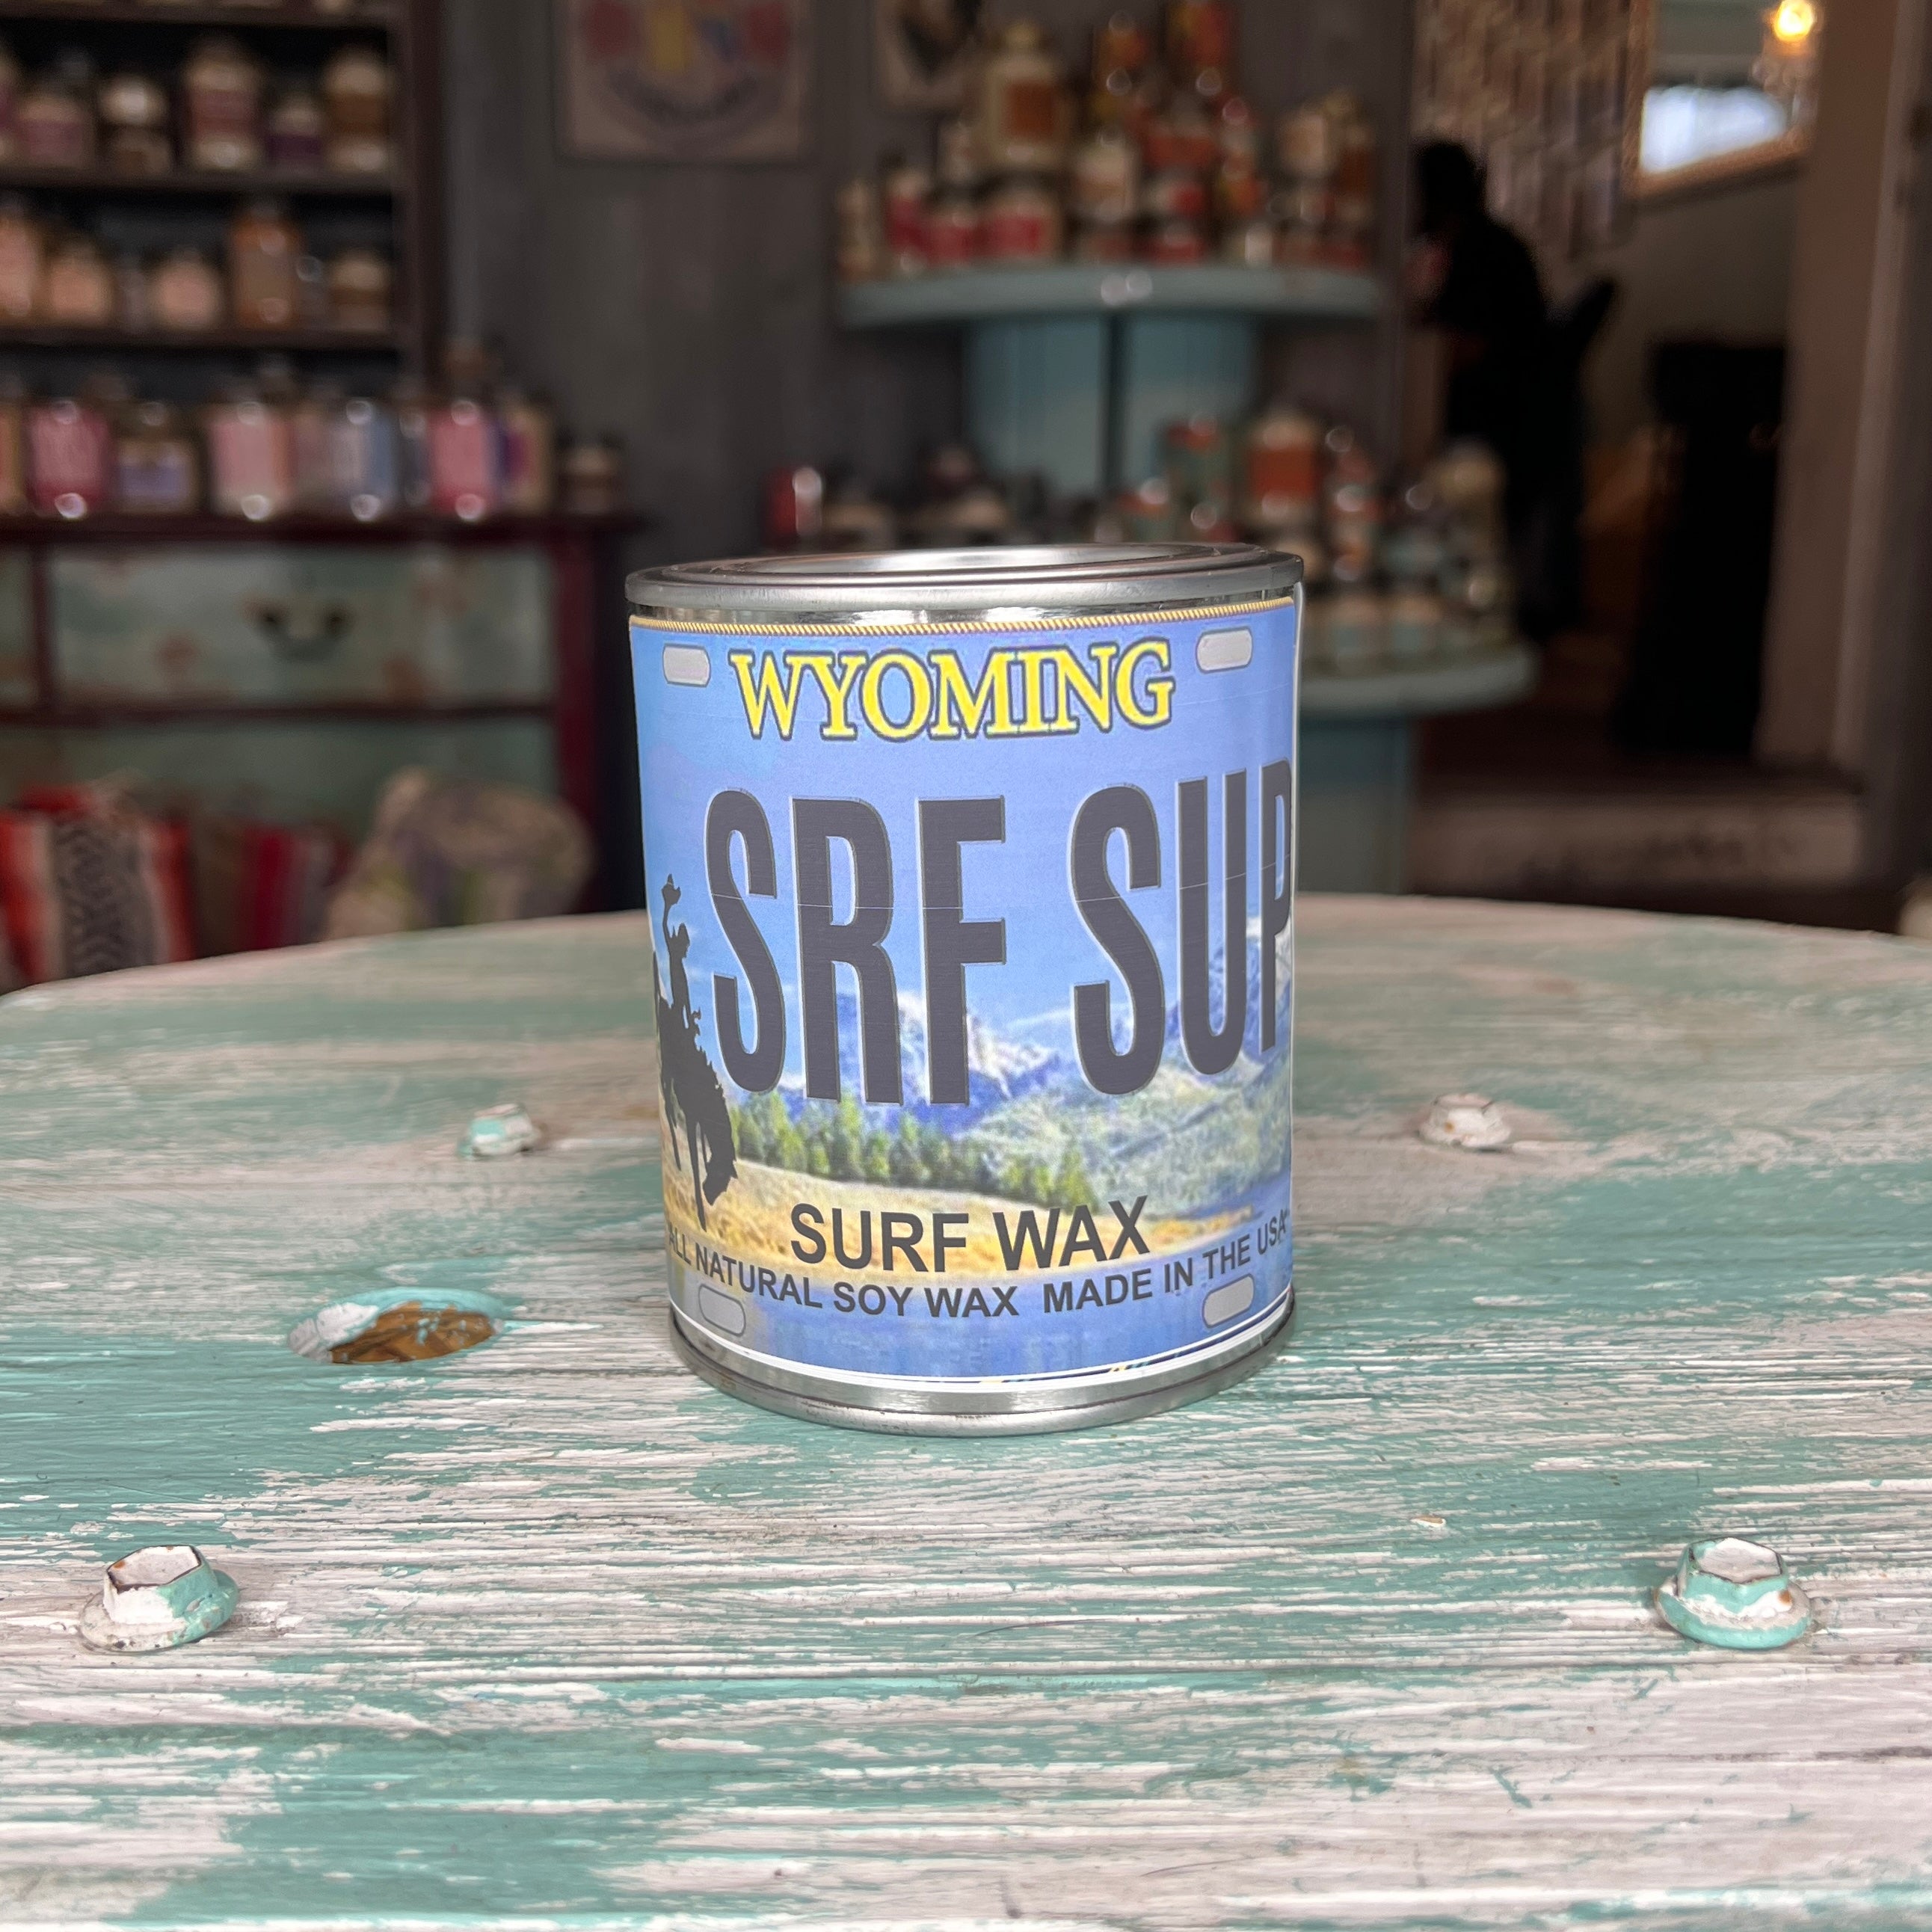 WYOMING
SRF SUP
SURF WAX
ALL NATURAL SOY WAX MADE IN THE USA